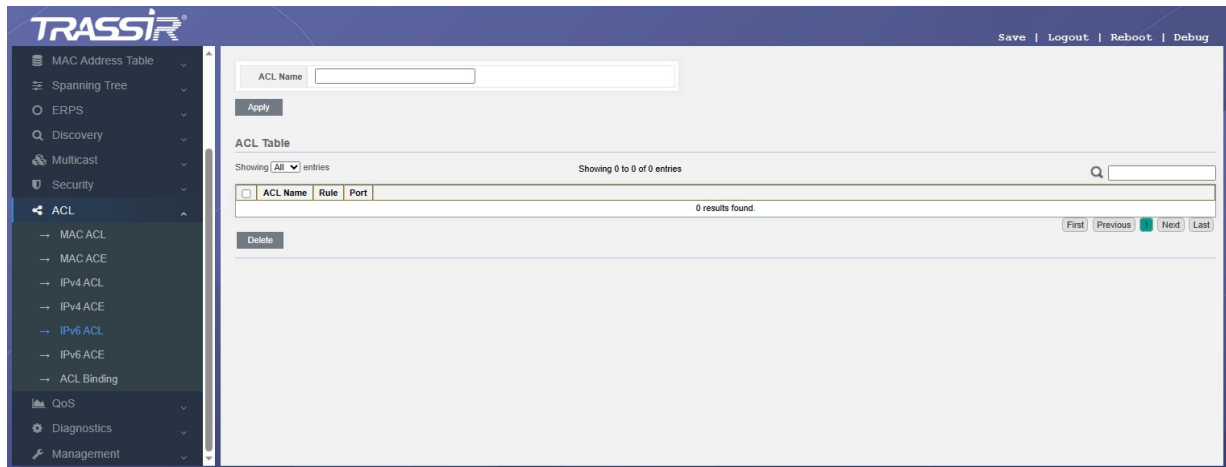 TRASSIR®
Save | Logout | Reboot | Debug
MAC Address Table
Spanning Tree
ERPS
Discovery
Multicast
Security
ACL
→ MAC ACL
→ MAC ACE
→ IPv4 ACL
→ IPv4 ACE
→ IPv6 ACL
→ IPv6 ACE
→ ACL Binding
QoS
Diagnostics
Management
ACL Name
Apply
ACL Table
Showing All entries Showing 0 to 0 of 0 entries
ACL Name Rule Port
0 results found.
First Previous 1 Next Last
Delete